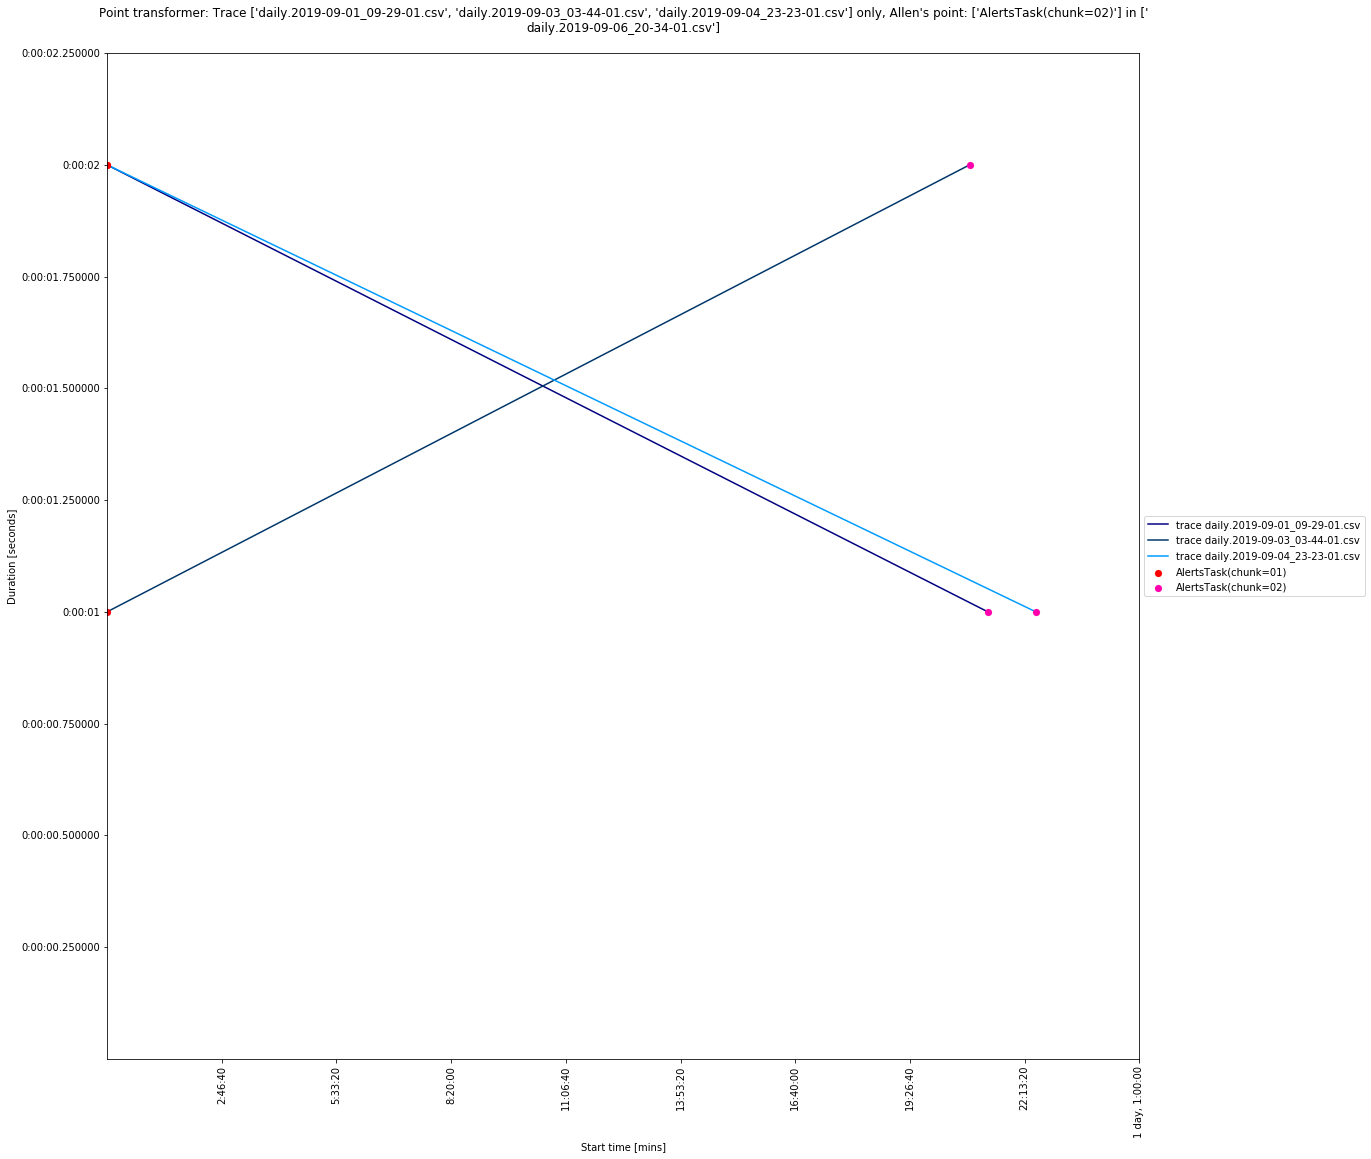 Point transformer: Trace ['daily.2019-09-01_09-29-01.csv', 'daily.2019-09-03_03-44-01.csv', 'daily.2019-09-04_23-23-01.csv'] only, Allen's point: ['AlertsTask(chunk=02)'] in ['
daily.2019-09-06_20-34-01.csv']
0:00:02.250000
0:00:02
0:00:01.750000
0:00:01.500000
0:00:01.250000
0:00:01
0:00:00.750000
0:00:00.500000
0:00:00.250000
Duration [seconds]
trace daily.2019-09-01_09-29-01.csv
trace daily.2019-09-03_03-44-01.csv
trace daily.2019-09-04_23-23-01.csv
AlertsTask(chunk=01)
AlertsTask(chunk=02)
2:46:40
5:33:20
8:20:00
11:06:40
13:53:20
16:40:00
19:26:40
22:13:20
1 day, 1:00:00
Start time [mins]